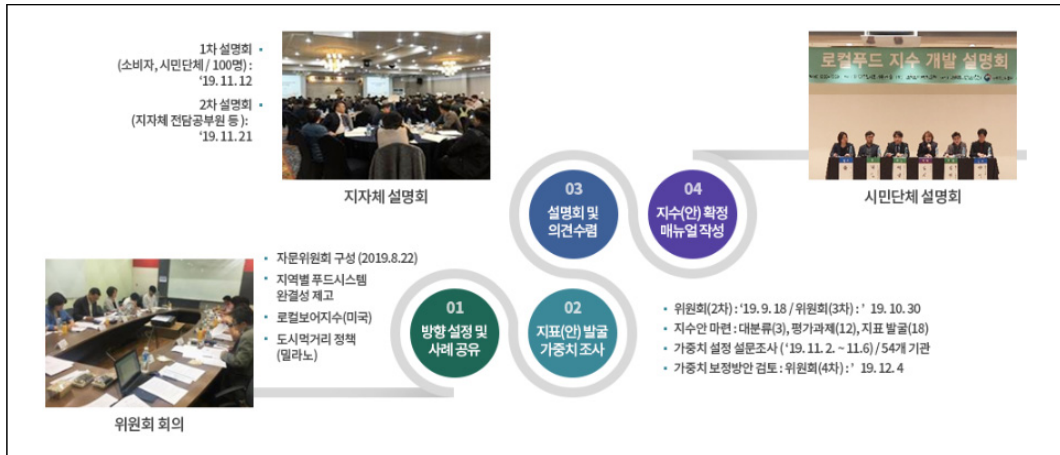 1차 설명회
(소비자, 시민단체 / 100명) :
‘19. 11. 12
2차 설명회
(지자체 전담공부원 등) :
‘19. 11. 21
지자체 설명회
로컬푸드 지수 개발 설명회
시민단체 설명회
03
설명회 및
의견수렴
04
지수(안) 확정
매뉴얼 작성
자문위원회 구성 (2019.8.22)
지역별 푸드시스템
완결성 제고
로컬보어지수(미국)
도시먹거리 정책
(밀라노)
01
방향 설정 및
사례 공유
02
지표(안) 발굴
가중치 조사
위원회(2차) : ‘19. 9. 18 / 위원회(3차) : ’ 19. 10. 30
지수안 마련 : 대분류(3), 평가과제(12), 지표 발굴(18)
가중치 설정 설문조사 ( ‘19. 11. 2. ~ 11.6) / 54개 기관
가중치 보정방안 검토 : 위원회(4차) : ’ 19. 12. 4
위원회 회의